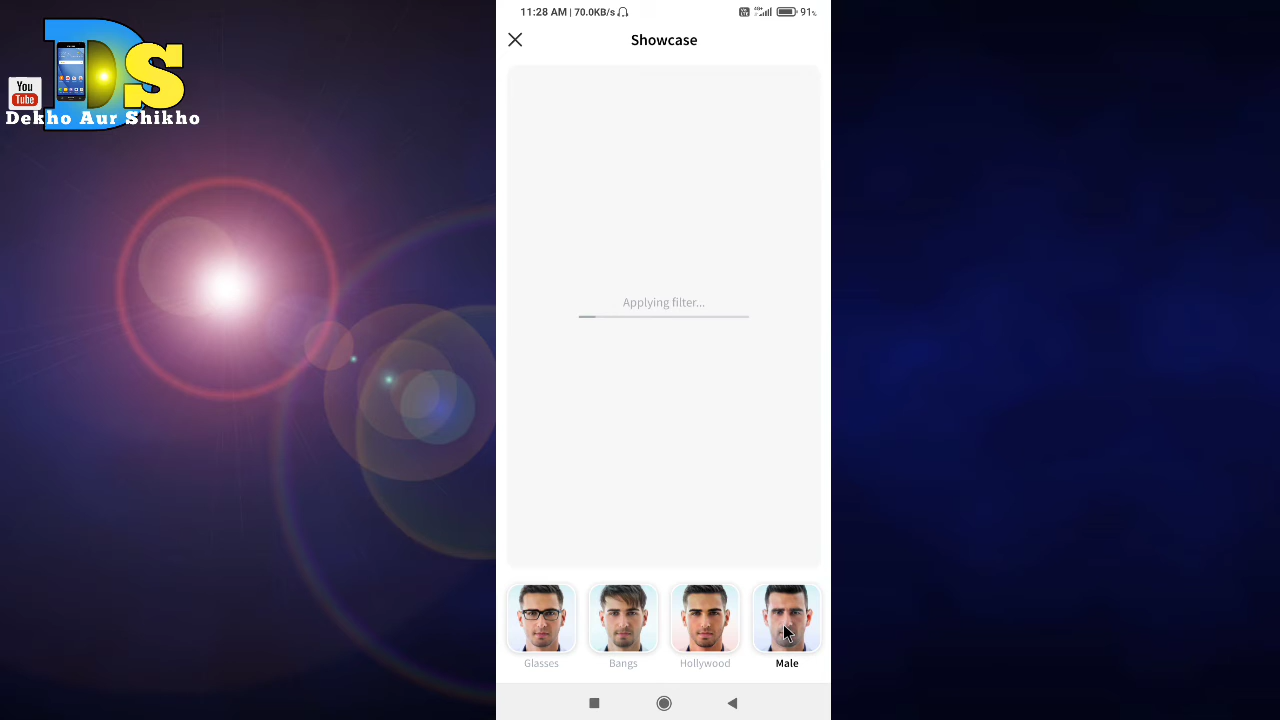 11:28 AM | 70.0KB/s
91%
Showcase
Ds
You
Tube
Dekho Aur Shikho
Applying filter...
Glasses
Bangs
Hollywood
Male